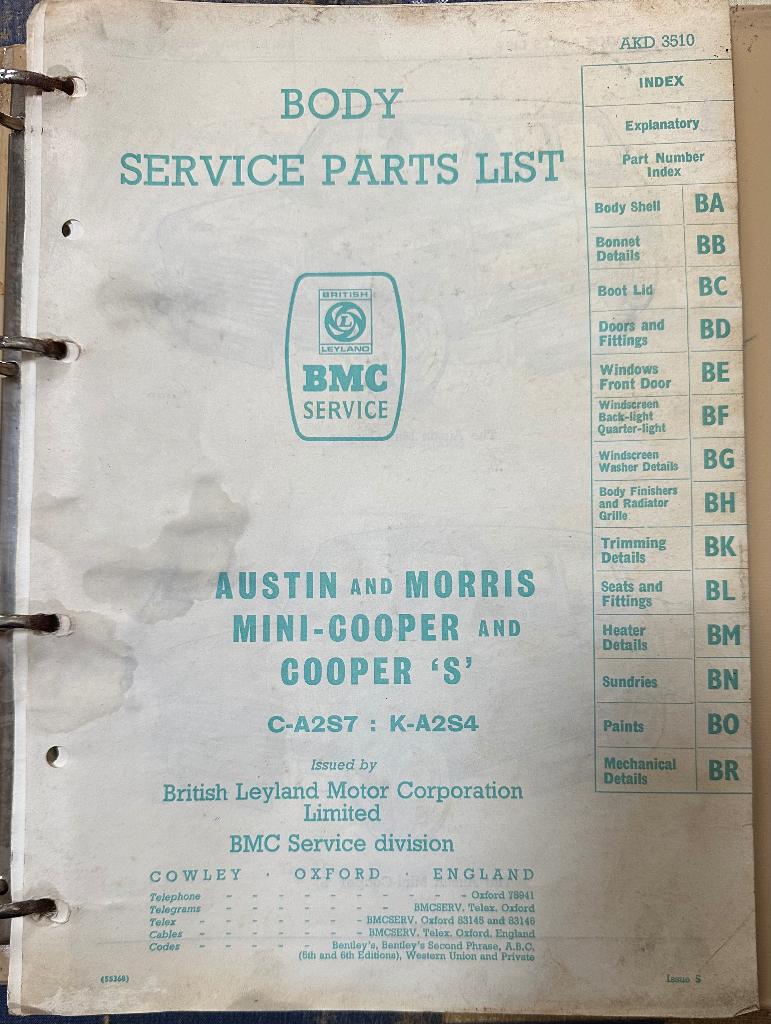 AKD 3510
BODY
SERVICE PARTS LIST
BRITISH
L
LEYLAND
BMC
SERVICE
AUSTIN AND MORRIS
MINI-COOPER AND
COOPER 'S'
C-A2S7 : K-A2S4
Issued by
British Leyland Motor Corporation
Limited
BMC Service division
COWLEY · OXFORD · ENGLAND
Telephone - - - - - - - - - Oxford 78941
Telegrams - - - - - - - BMCSERV, Telex, Oxford
Telex - - - - - - BMCSERV, Oxford 83145 and 83146
Cables - - - - - - BMCSERV, Telex, Oxford, England
Codes - - - - - Bentley's, Bentley's Second Phrase, A.B.C.
(5th and 6th Editions), Western Union and Private
(55368)
Issue 5
INDEX
Explanatory
Part Number
Index
Body Shell BA
Bonnet
Details BB
Boot Lid BC
Doors and
Fittings BD
Windows
Front Door BE
Windscreen
Back-light
Quarter-light BF
Windscreen
Washer Details BG
Body Finishers
and Radiator
Grille BH
Trimming
Details BK
Seats and
Fittings BL
Heater
Details BM
Sundries BN
Paints BO
Mechanical
Details BR